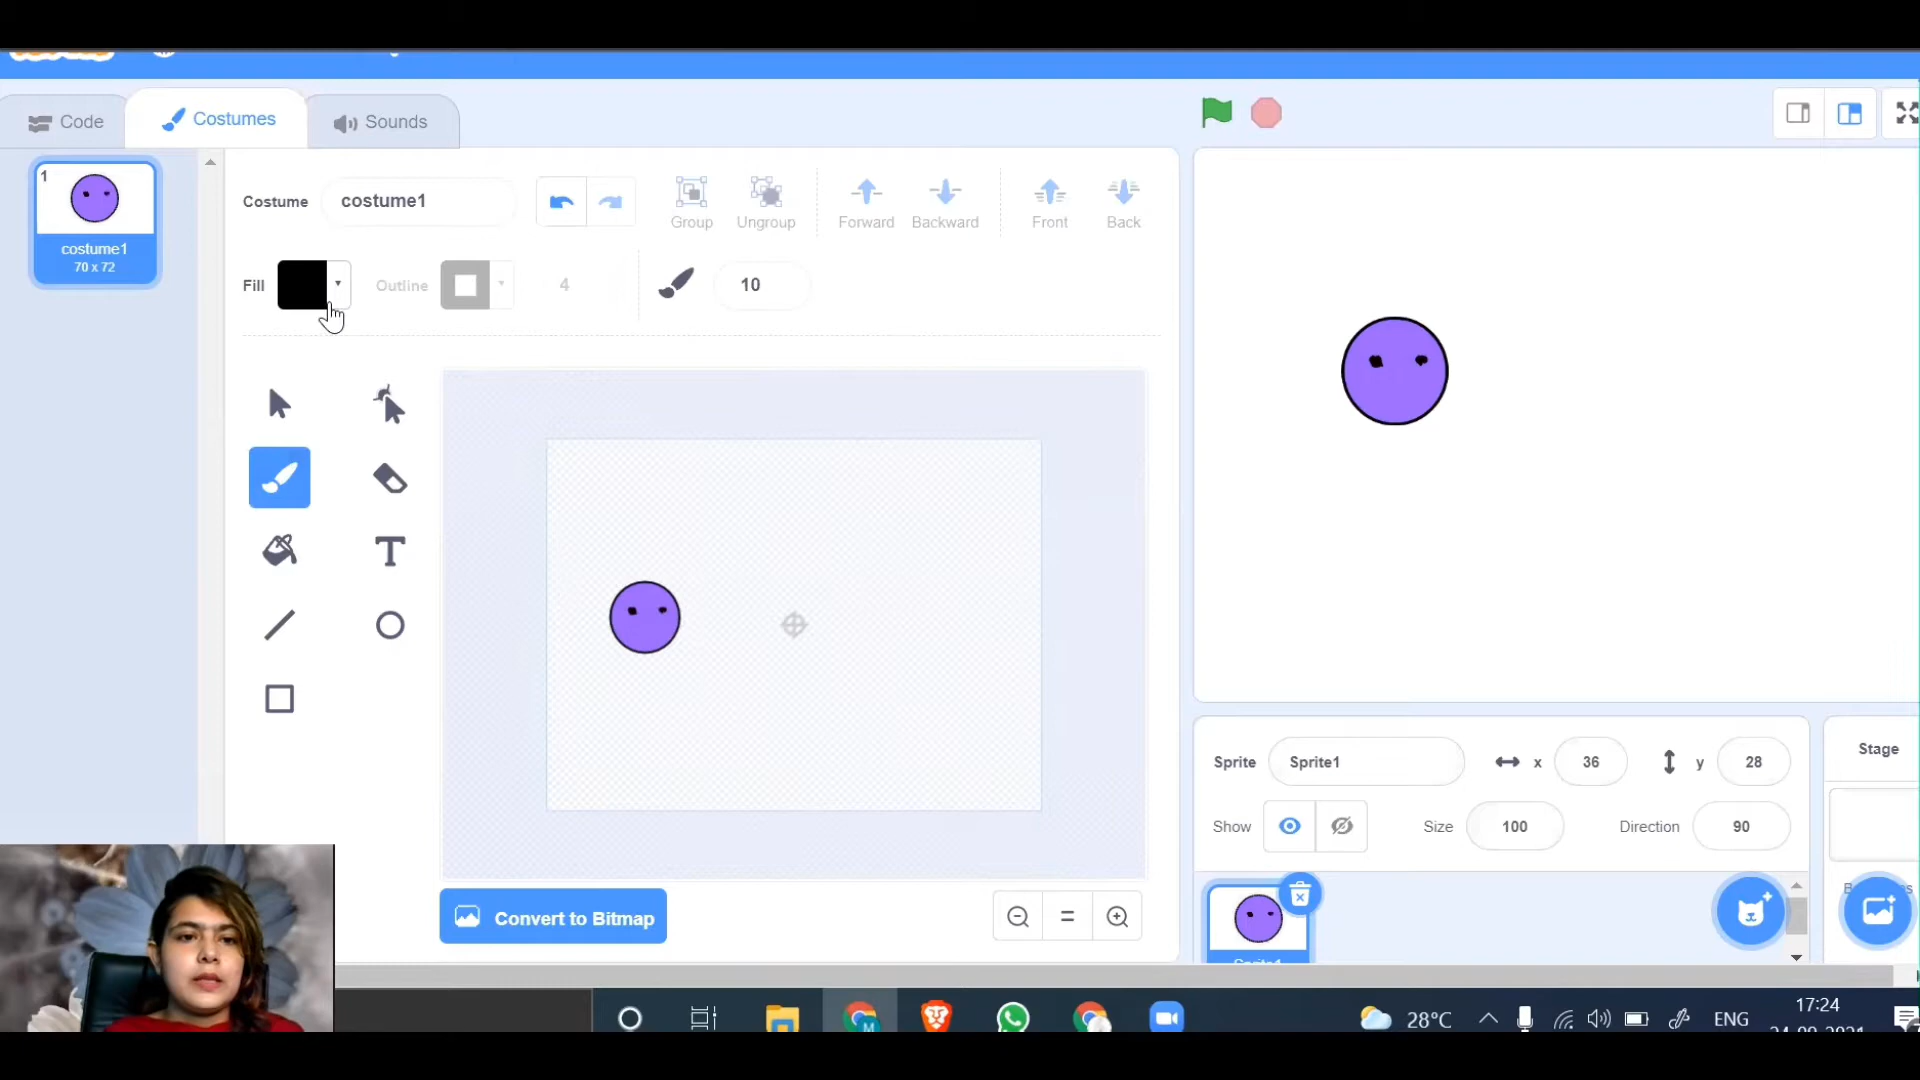 Code
Costumes
Sounds
1
costume1
70 x 72
Costume
costume1
Group
Ungroup
Forward
Backward
Front
Back
Fill
Outline
4
10
T
Convert to Bitmap
Sprite
Sprite1
x
36
y
28
Show
Size
100
Direction
90
Stage
28°C
ENG
17:24